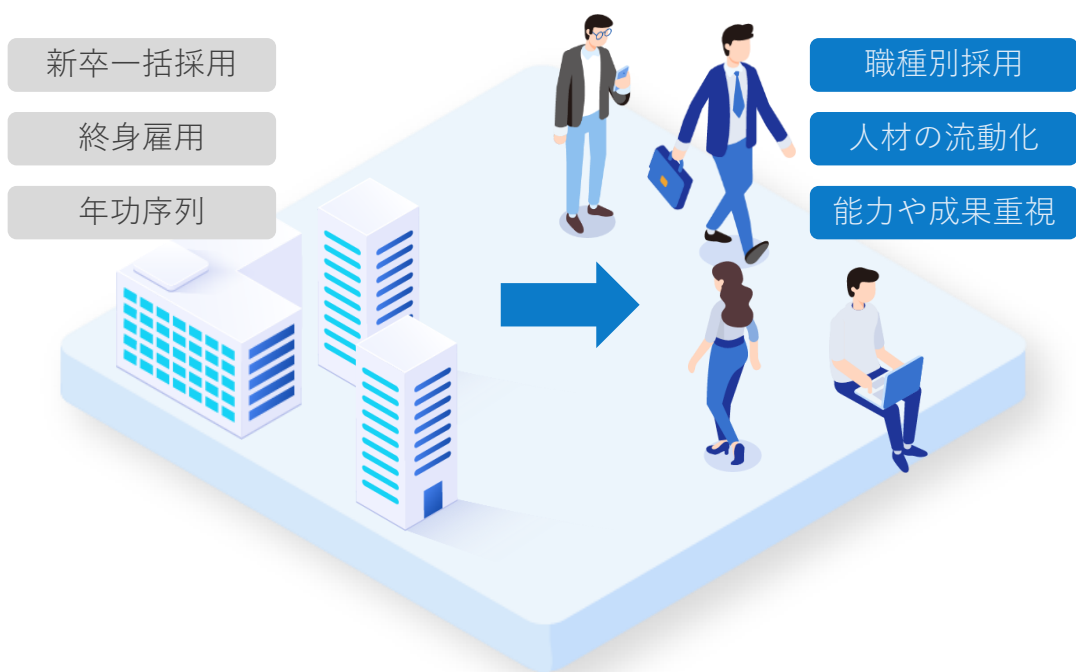 新卒一括採用
終身雇用
年功序列
職種別採用
人材の流動化
能力や成果重視